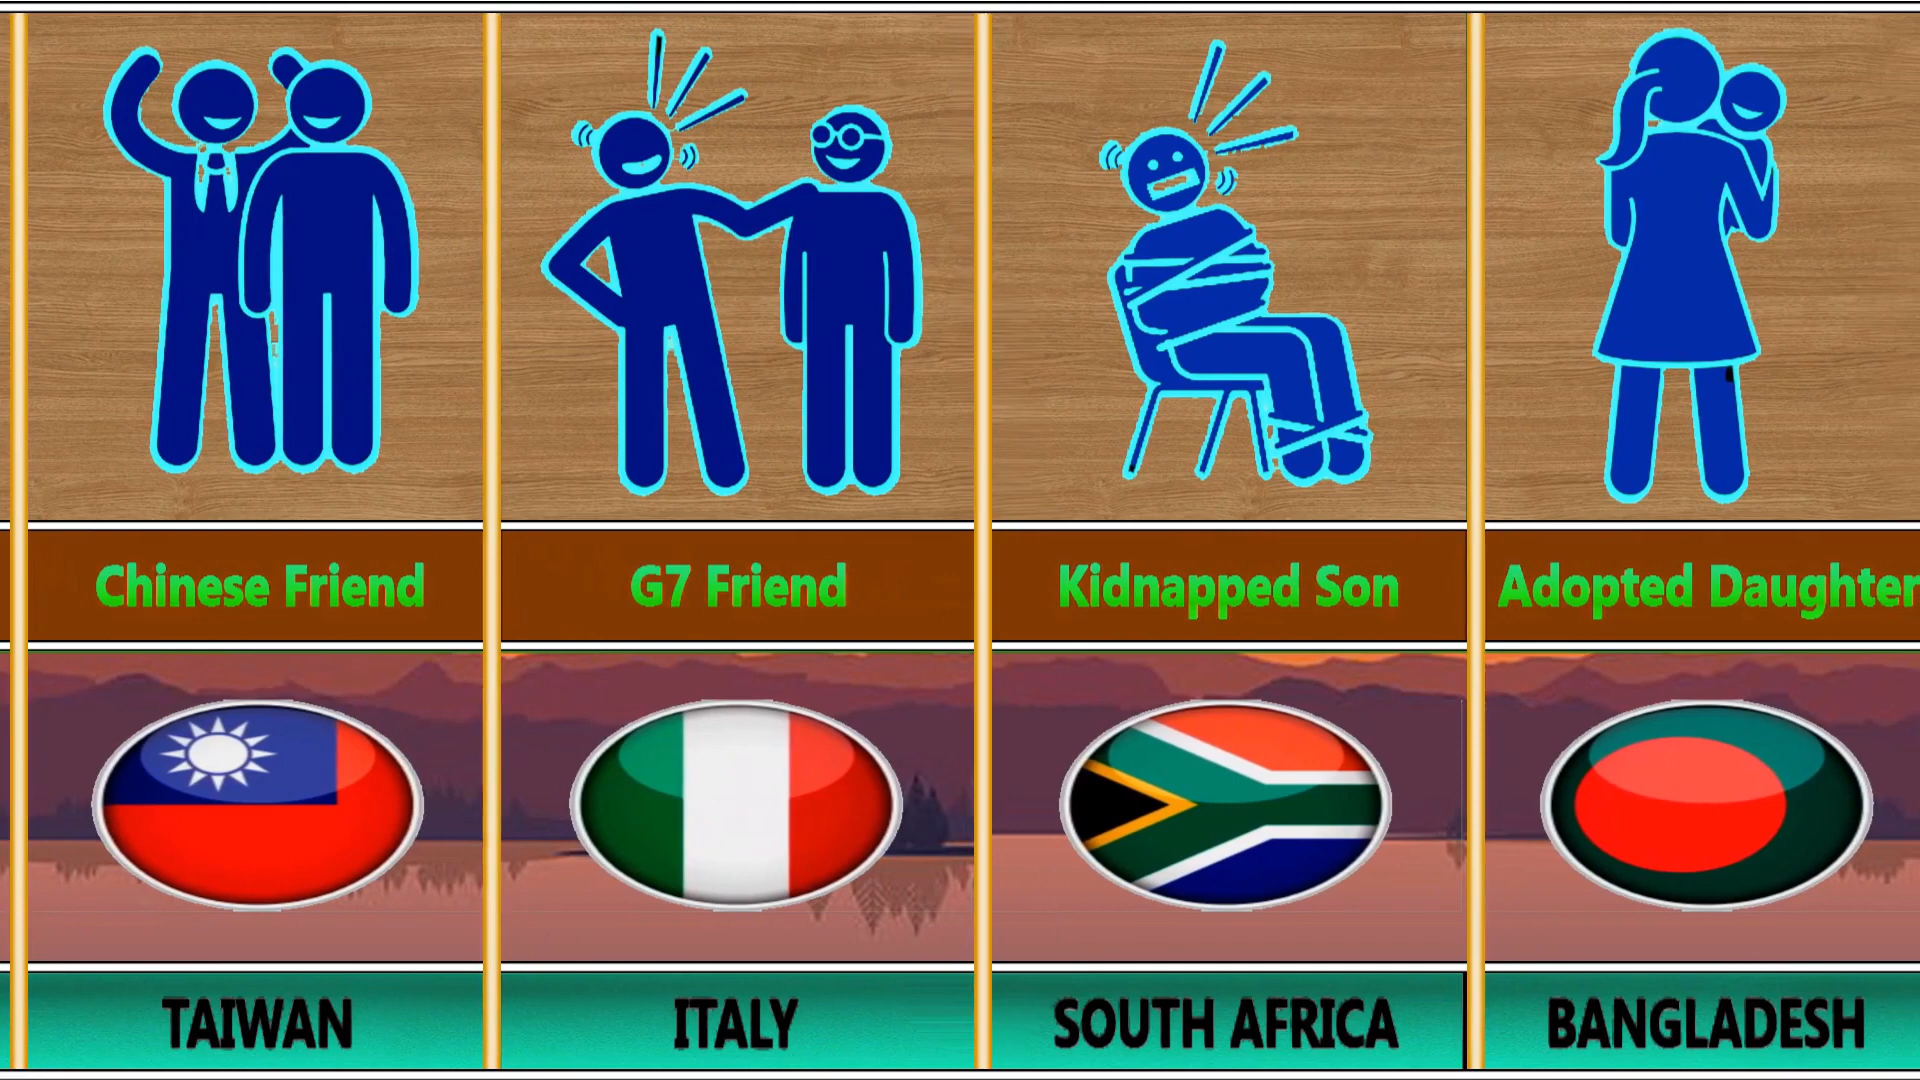 Chinese Friend
G7 Friend
Kidnapped Son
Adopted Daughter
TAIWAN
ITALY
SOUTH AFRICA
BANGLADESH